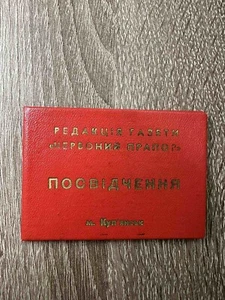 РЕДАКЦІЯ ГАЗЕТИ
«ЧЕРВОНИЙ ПРАПОР»
ПОСВІДЧЕННЯ
м.